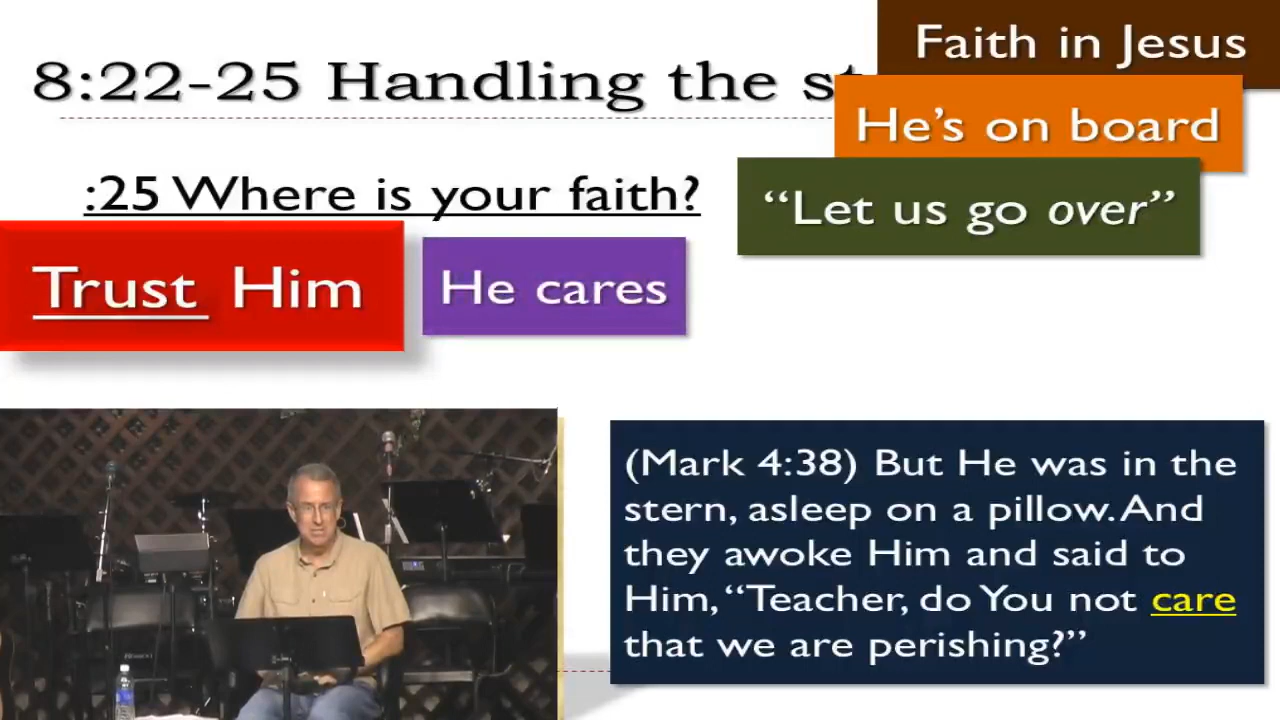 Faith in Jesus
8:22-25 Handling the st
He's on board
:25 Where is your faith?
“Let us go over”
Trust Him
He cares
(Mark 4:38) But He was in the
stern, asleep on a pillow. And
they awoke Him and said to
Him, “Teacher, do You not care
that we are perishing?”